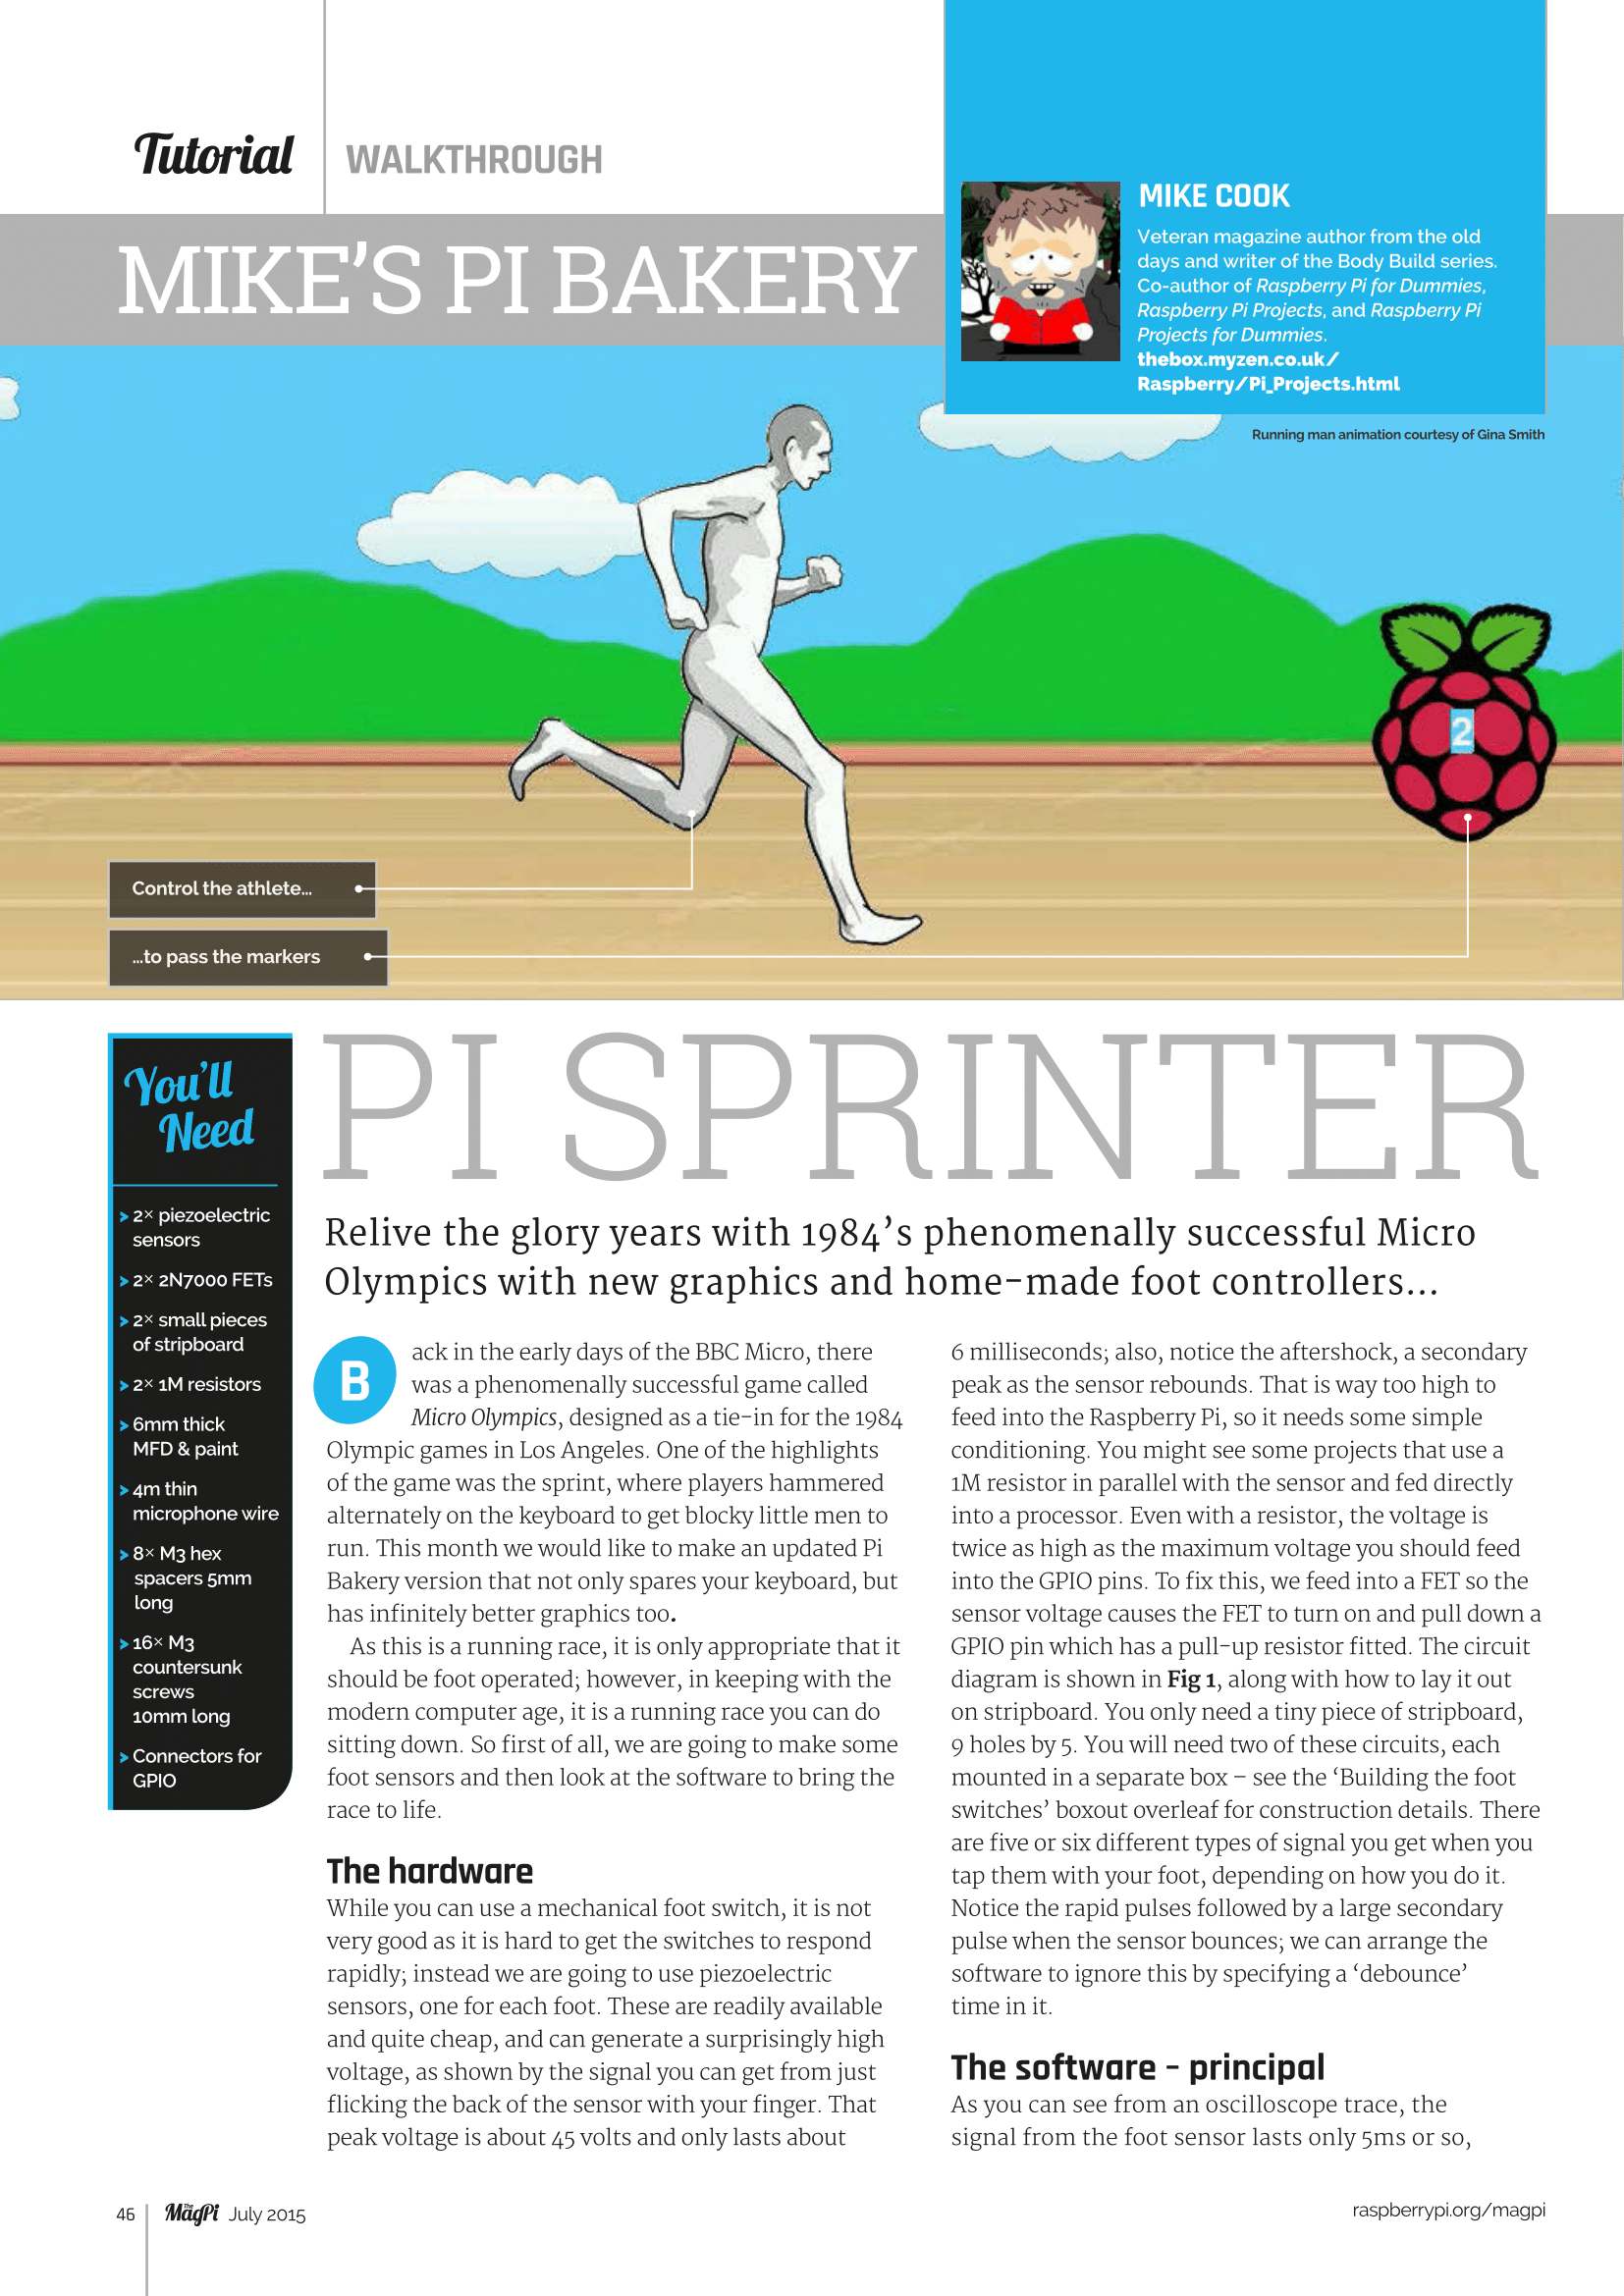 Tutorial
WALKTHROUGH
MIKE'S PI BAKERY
MIKE COOK
Veteran magazine author from the old
days and writer of the Body Build series.
Co-author of Raspberry Pi for Dummies,
Raspberry Pi Projects, and Raspberry Pi
Projects for Dummies.
thebox.myzen.co.uk/
Raspberry/Pi_Projects.html
Running man animation courtesy of Gina Smith
2
Control the athlete...
...to pass the markers
You'll
Need
> 2× piezoelectric
sensors
> 2× 2N7000 FETs
> 2× small pieces
of stripboard
> 2× 1M resistors
> 6mm thick
MFD & paint
> 4m thin
microphone wire
> 8× M3 hex
spacers 5mm
long
> 16× M3
countersunk
screws
10mm long
> Connectors for
GPIO
PI SPRINTER
Relive the glory years with 1984's phenomenally successful Micro
Olympics with new graphics and home-made foot controllers...
Back in the early days of the BBC Micro, there
was a phenomenally successful game called
Micro Olympics, designed as a tie-in for the 1984
Olympic games in Los Angeles. One of the highlights
of the game was the sprint, where players hammered
alternately on the keyboard to get blocky little men to
run. This month we would like to make an updated Pi
Bakery version that not only spares your keyboard, but
has infinitely better graphics too.
As this is a running race, it is only appropriate that it
should be foot operated; however, in keeping with the
modern computer age, it is a running race you can do
sitting down. So first of all, we are going to make some
foot sensors and then look at the software to bring the
race to life.
The hardware
While you can use a mechanical foot switch, it is not
very good as it is hard to get the switches to respond
rapidly; instead we are going to use piezoelectric
sensors, one for each foot. These are readily available
and quite cheap, and can generate a surprisingly high
voltage, as shown by the signal you can get from just
flicking the back of the sensor with your finger. That
peak voltage is about 45 volts and only lasts about
6 milliseconds; also, notice the aftershock, a secondary
peak as the sensor rebounds. That is way too high to
feed into the Raspberry Pi, so it needs some simple
conditioning. You might see some projects that use a
1M resistor in parallel with the sensor and fed directly
into a processor. Even with a resistor, the voltage is
twice as high as the maximum voltage you should feed
into the GPIO pins. To fix this, we feed into a FET so the
sensor voltage causes the FET to turn on and pull down a
GPIO pin which has a pull-up resistor fitted. The circuit
diagram is shown in Fig 1, along with how to lay it out
on stripboard. You only need a tiny piece of stripboard,
9 holes by 5. You will need two of these circuits, each
mounted in a separate box – see the 'Building the foot
switches' boxout overleaf for construction details. There
are five or six different types of signal you get when you
tap them with your foot, depending on how you do it.
Notice the rapid pulses followed by a large secondary
pulse when the sensor bounces; we can arrange the
software to ignore this by specifying a 'debounce'
time in it.
The software – principal
As you can see from an oscilloscope trace, the
signal from the foot sensor lasts only 5ms or so,
46
The MagPi July 2015
raspberrypi.org/magpi